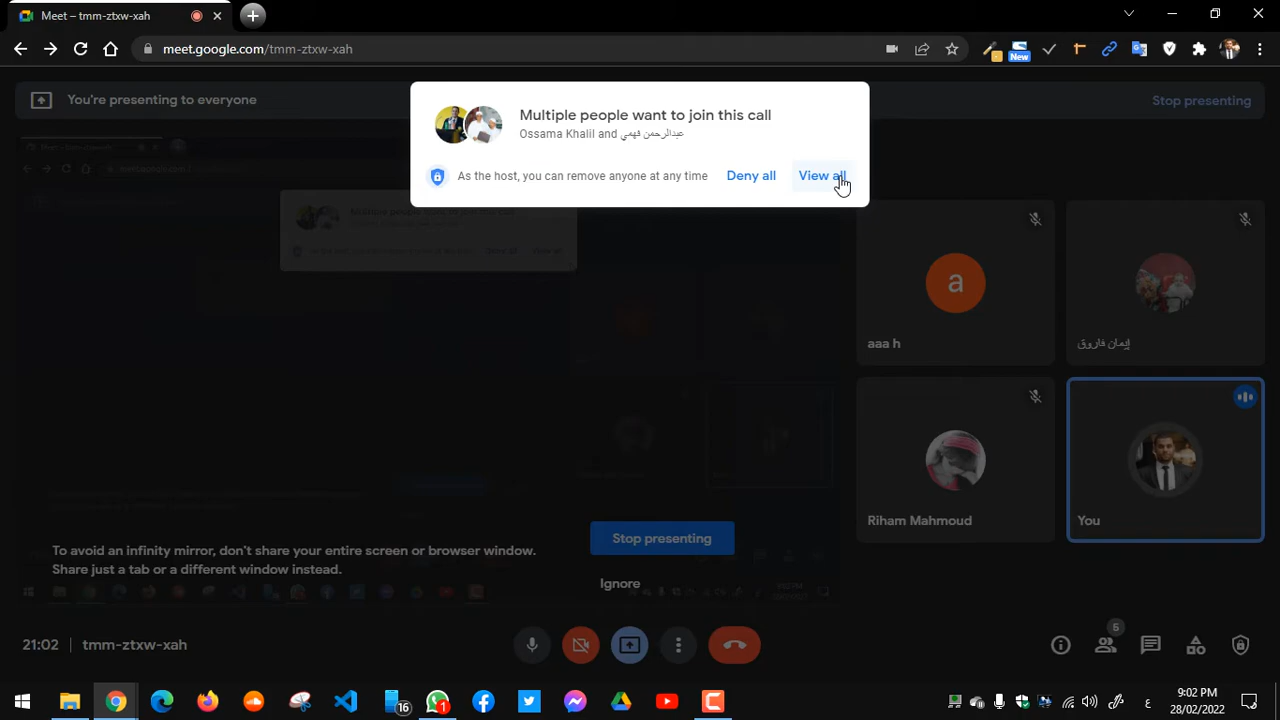 Meet – tmm-ztxw-xah
meet.google.com/tmm-ztxw-xah
New
You're presenting to everyone
Stop presenting
Multiple people want to join this call
Ossama Khalil and عبدالرحمن فهمي
As the host, you can remove anyone at any time
Deny all
View all
a
aaa h
إيمان فاروق
Riham Mahmoud
You
To avoid an infinity mirror, don't share your entire screen or browser window.
Share just a tab or a different window instead.
Stop presenting
Ignore
21:02
tmm-ztxw-xah
5
16
1
ع
9:02 PM
28/02/2022